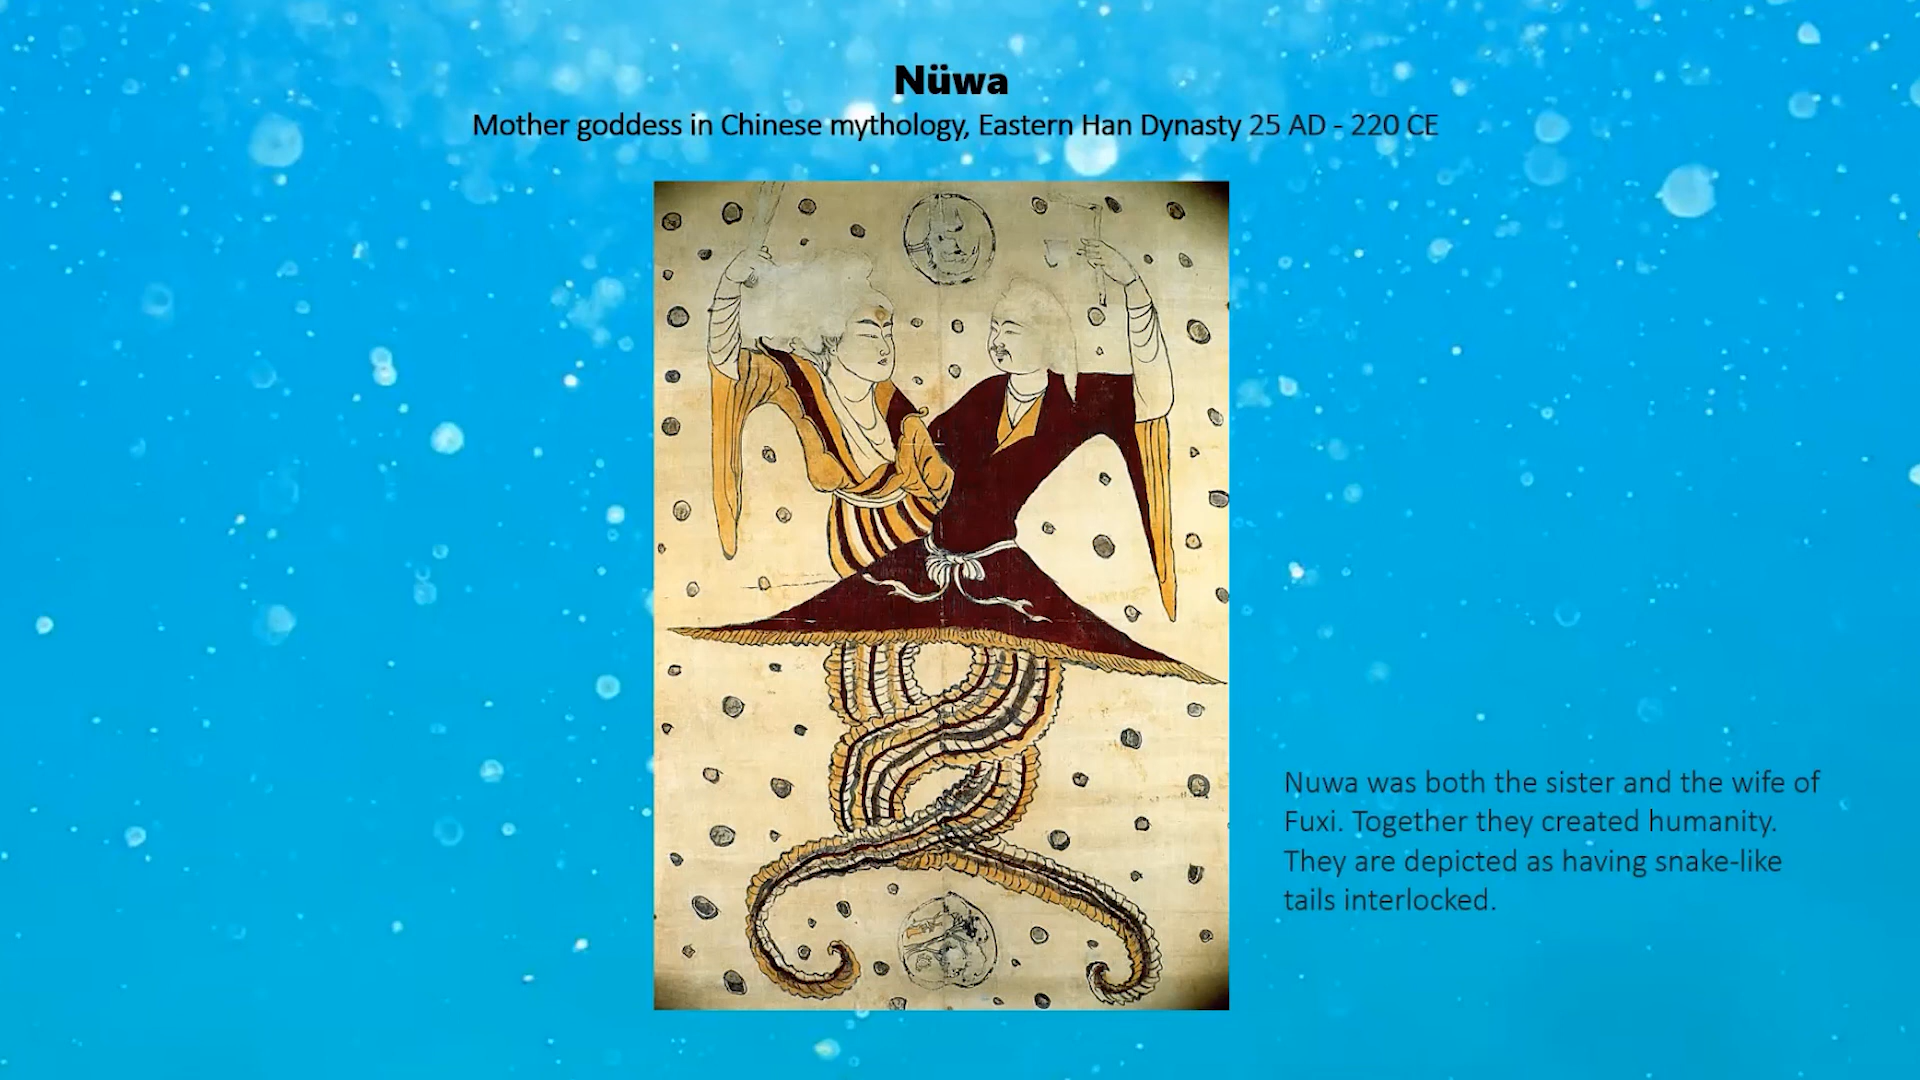 Nüwa
Mother goddess in Chinese mythology, Eastern Han Dynasty 25 AD - 220 CE
Nuwa was both the sister and the wife of
Fuxi. Together they created humanity.
They are depicted as having snake-like
tails interlocked.